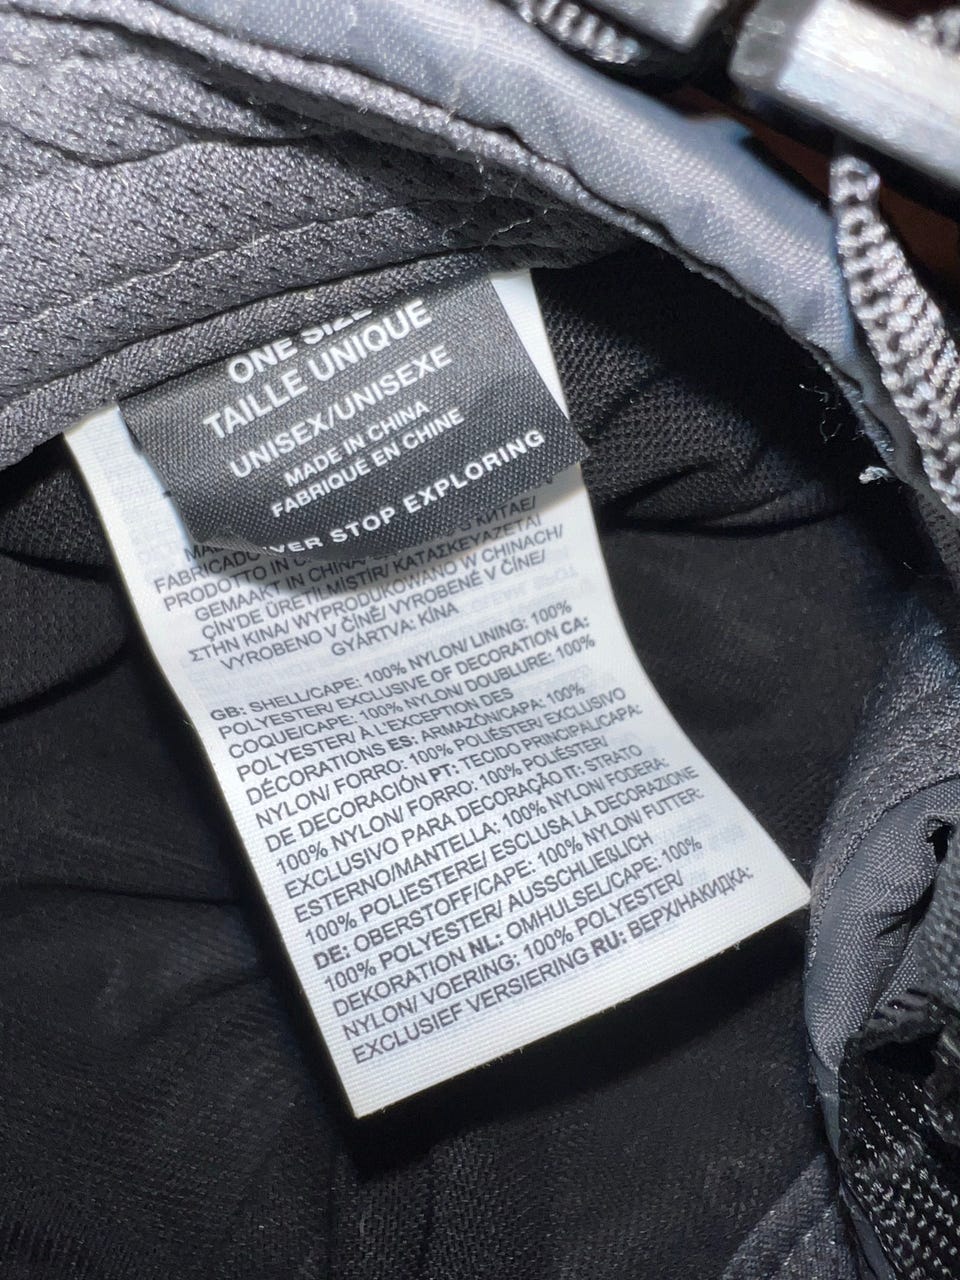 ONE SIZE
TAILLE UNIQUE
UNISEX/UNISEXE
MADE IN CHINA
FABRIQUE EN CHINE
STOP EXPLORING
КИТАЕ/
FABRICADO
PRODOTTO IN
GEMAAKT IN CHINA/ ΚΑΤΑΣΚΕΥΑΖΕΤΑΙ
ÇİN'DE ÜRETİLMİŞTİR/ WYPRODUKOWANO W CHINACH/
ΣΤΗΝ ΚΙΝΑ/ VYROBENÉ V ČÍNE/
VYROBENO V ČÍNĚ/
GYÁRTVA: KÍNA
GB: SHELL/CAPE: 100% NYLON/ LINING: 100%
POLYESTER/ EXCLUSIVE OF DECORATION CA:
COQUE/CAPE: 100% NYLON/ DOUBLURE: 100%
POLYESTER/ À L'EXCEPTION DES
DÉCORATIONS ES: ARMAZÓN/CAPA: 100%
NYLON/ FORRO: 100% POLIÉSTER/ EXCLUSIVO
DE DECORACIÓN PT: TECIDO PRINCIPAL/CAPA:
100% NYLON/ FORRO: 100% POLIÉSTER/
EXCLUSIVO PARA DECORAÇÃO IT: STRATO
ESTERNO/MANTELLA: 100% NYLON/ FODERA:
100% POLIESTERE/ ESCLUSA LA DECORAZIONE
DE: OBERSTOFF/CAPE: 100% NYLON/ FUTTER:
100% POLYESTER/ AUSSCHLIEßLICH
DEKORATION NL: OMHULSEL/CAPE: 100%
NYLON/ VOERING: 100% POLYESTER/
EXCLUSIEF VERSIERING RU: ВЕРХ/НАКИДКА: